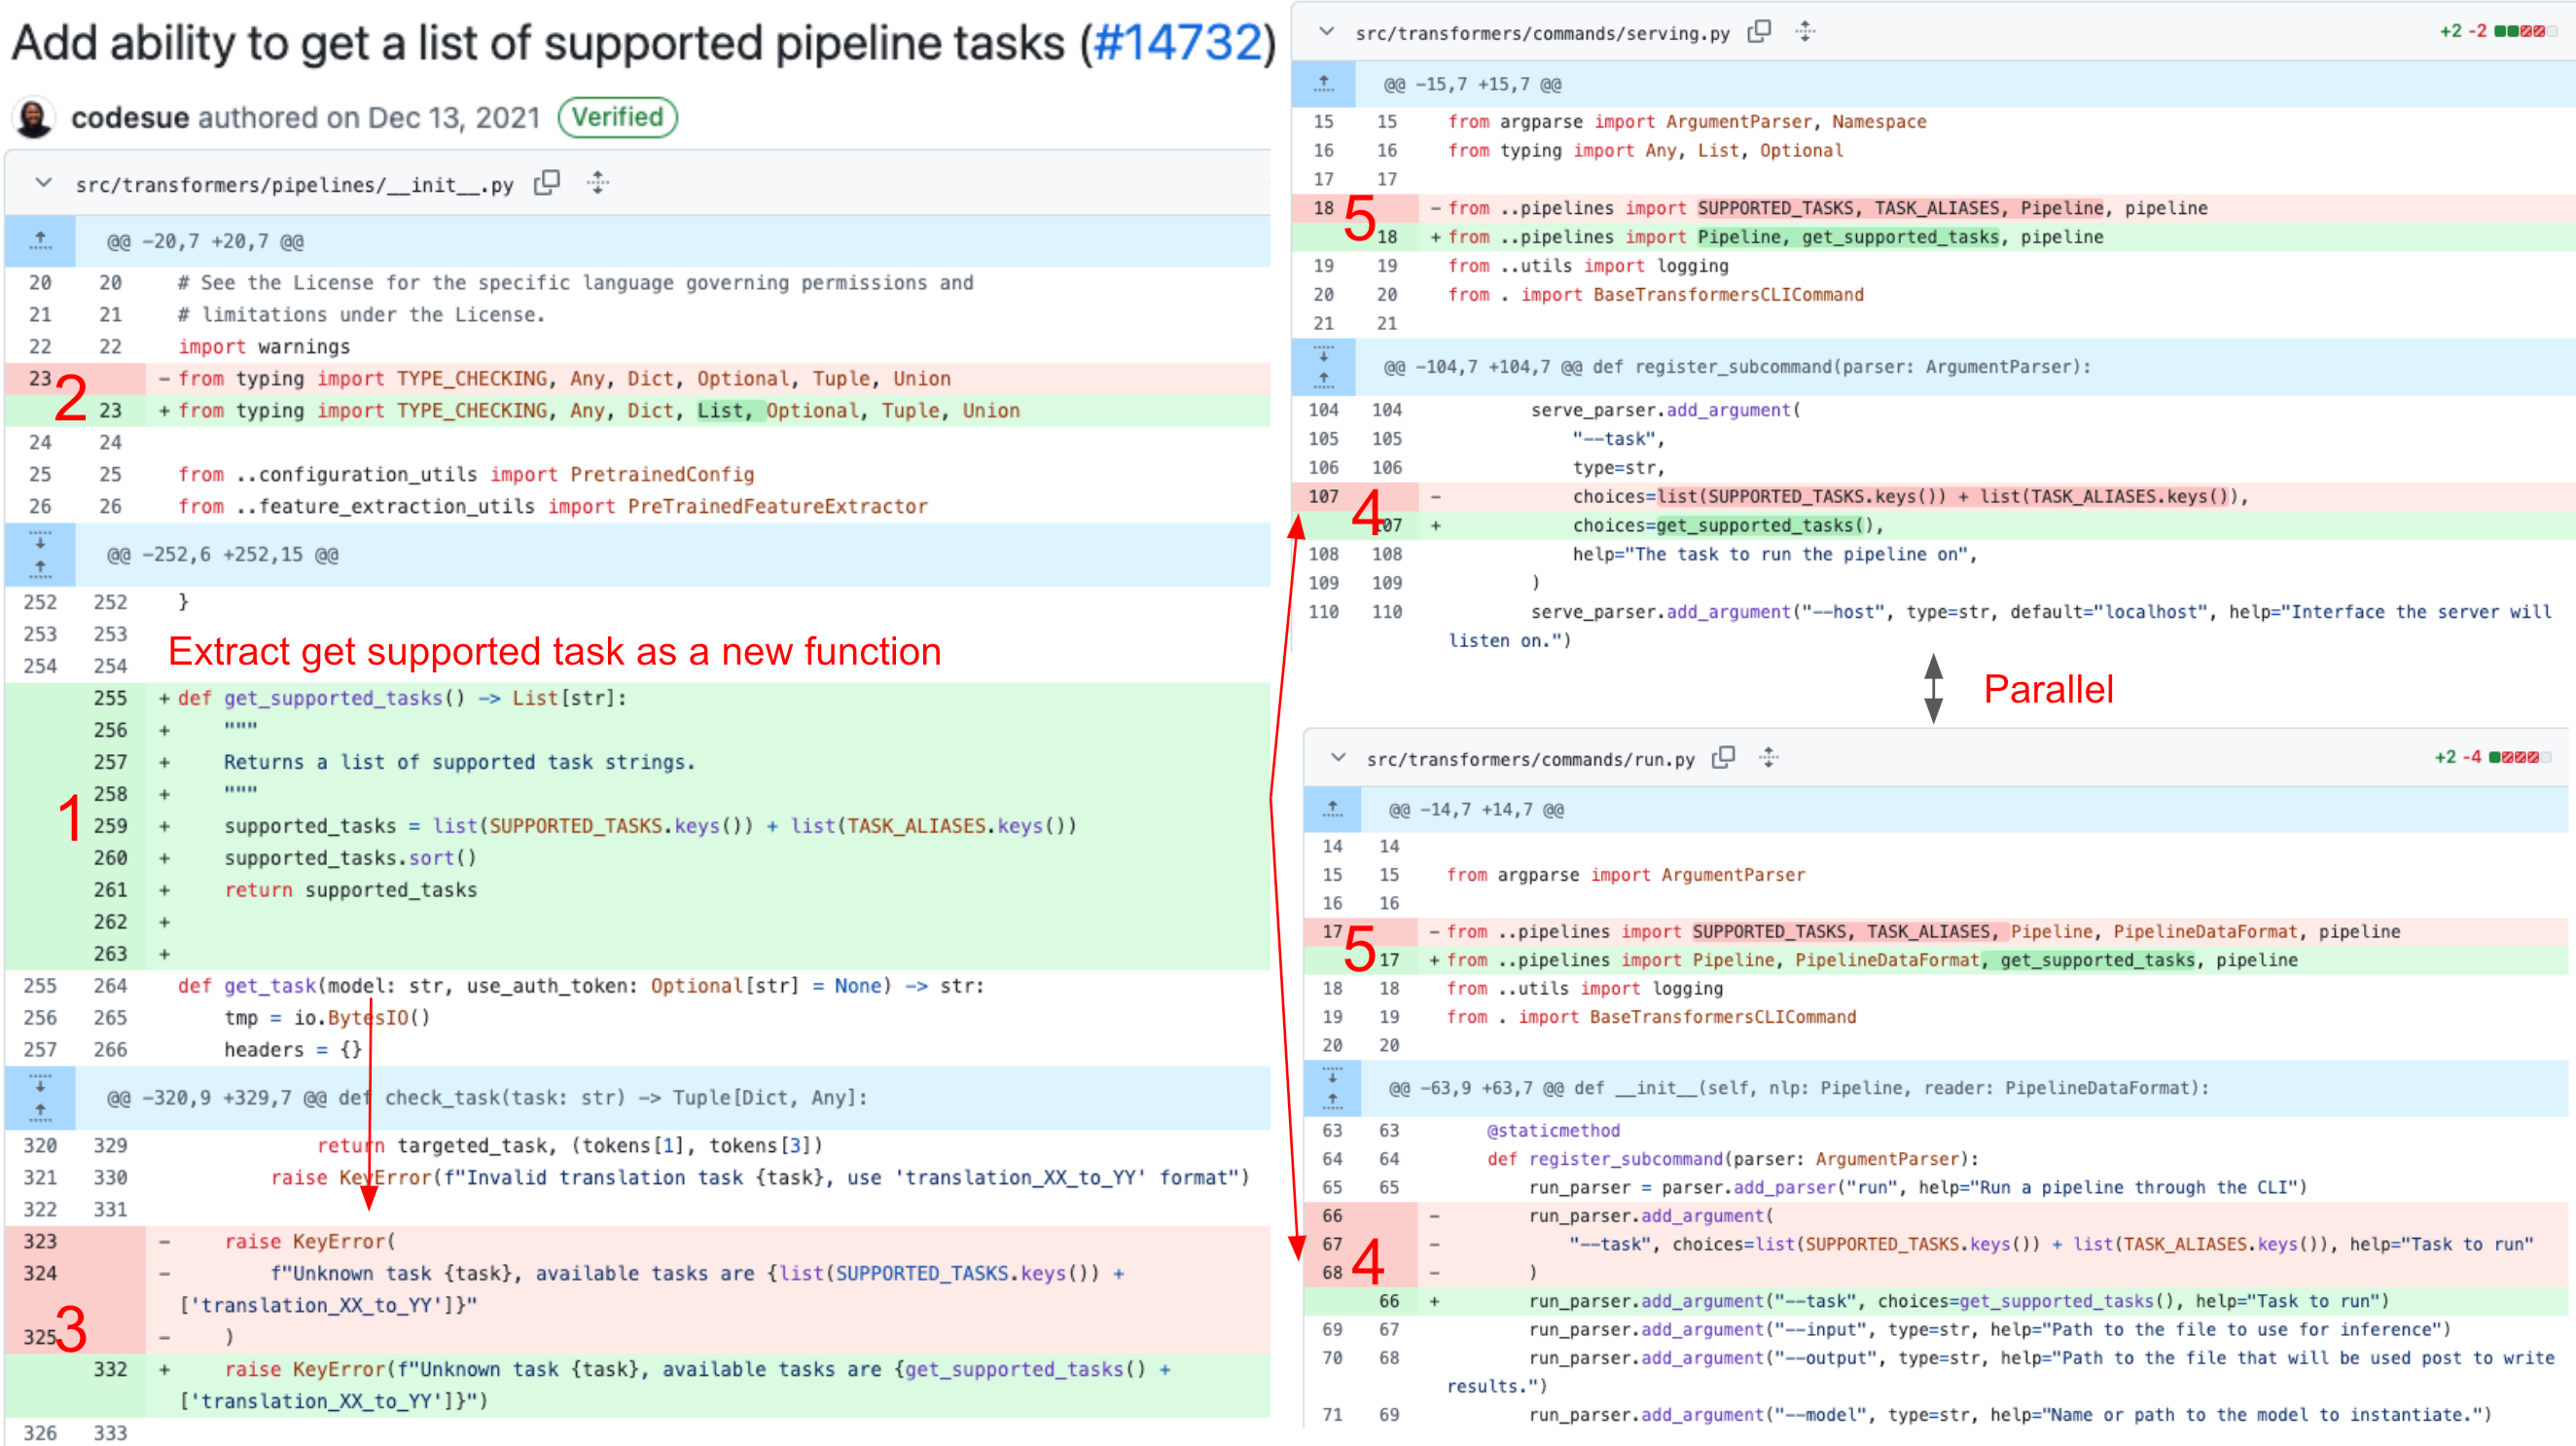 Add ability to get a list of supported pipeline tasks (#14732)
codesue authored on Dec 13, 2021 Verified
src/transformers/pipelines/__init__.py
@@ -20,7 +20,7 @@
20 20 # See the License for the specific language governing permissions and
21 21 # limitations under the License.
22 22 import warnings
23 - from typing import TYPE_CHECKING, Any, Dict, Optional, Tuple, Union
2
23 + from typing import TYPE_CHECKING, Any, Dict, List, Optional, Tuple, Union
24 24
25 25 from ..configuration_utils import PretrainedConfig
26 26 from ..feature_extraction_utils import PreTrainedFeatureExtractor
@@ -252,6 +252,15 @@
252 252 }
253 253
Extract get supported task as a new function
254 254
255 + def get_supported_tasks() -> List[str]:
256 + """
257 + Returns a list of supported task strings.
258 + """
1
259 + supported_tasks = list(SUPPORTED_TASKS.keys()) + list(TASK_ALIASES.keys())
260 + supported_tasks.sort()
261 + return supported_tasks
262 +
263 +
255 264 def get_task(model: str, use_auth_token: Optional[str] = None) -> str:
256 265 tmp = io.BytesIO()
257 266 headers = {}
@@ -320,9 +329,7 @@ def check_task(task: str) -> Tuple[Dict, Any]:
320 329 return targeted_task, (tokens[1], tokens[3])
321 330 raise KeyError(f"Invalid translation task {task}, use 'translation_XX_to_YY' format")
322 331
323 - raise KeyError(
324 - f"Unknown task {task}, available tasks are {list(SUPPORTED_TASKS.keys()) +
['translation_XX_to_YY']}"
3
325 - )
332 + raise KeyError(f"Unknown task {task}, available tasks are {get_supported_tasks() +
['translation_XX_to_YY']}")
326 333
src/transformers/commands/serving.py +2 -2
@@ -15,7 +15,7 @@
15 15 from argparse import ArgumentParser, Namespace
16 16 from typing import Any, List, Optional
17 17
18 - from ..pipelines import SUPPORTED_TASKS, TASK_ALIASES, Pipeline, pipeline
5
18 + from ..pipelines import Pipeline, get_supported_tasks, pipeline
19 19 from ..utils import logging
20 20 from . import BaseTransformersCLICommand
21 21
@@ -104,7 +104,7 @@ def register_subcommand(parser: ArgumentParser):
104 104 serve_parser.add_argument(
105 105 "--task",
106 106 type=str,
107 - choices=list(SUPPORTED_TASKS.keys()) + list(TASK_ALIASES.keys()),
4
107 + choices=get_supported_tasks(),
108 108 help="The task to run the pipeline on",
109 109 )
110 110 serve_parser.add_argument("--host", type=str, default="localhost", help="Interface the server will
listen on.")
Parallel
src/transformers/commands/run.py +2 -4
@@ -14,7 +14,7 @@
14 14
15 15 from argparse import ArgumentParser
16 16
17 - from ..pipelines import SUPPORTED_TASKS, TASK_ALIASES, Pipeline, PipelineDataFormat, pipeline
5
17 + from ..pipelines import Pipeline, PipelineDataFormat, get_supported_tasks, pipeline
18 18 from ..utils import logging
19 19 from . import BaseTransformersCLICommand
20 20
@@ -63,9 +63,7 @@ def __init__(self, nlp: Pipeline, reader: PipelineDataFormat):
63 63 @staticmethod
64 64 def register_subcommand(parser: ArgumentParser):
65 65 run_parser = parser.add_parser("run", help="Run a pipeline through the CLI")
66 - run_parser.add_argument(
67 - "--task", choices=list(SUPPORTED_TASKS.keys()) + list(TASK_ALIASES.keys()), help="Task to run"
4
68 - )
66 + run_parser.add_argument("--task", choices=get_supported_tasks(), help="Task to run")
69 67 run_parser.add_argument("--input", type=str, help="Path to the file to use for inference")
70 68 run_parser.add_argument("--output", type=str, help="Path to the file that will be used post to write
results.")
71 69 run_parser.add_argument("--model", type=str, help="Name or path to the model to instantiate.")